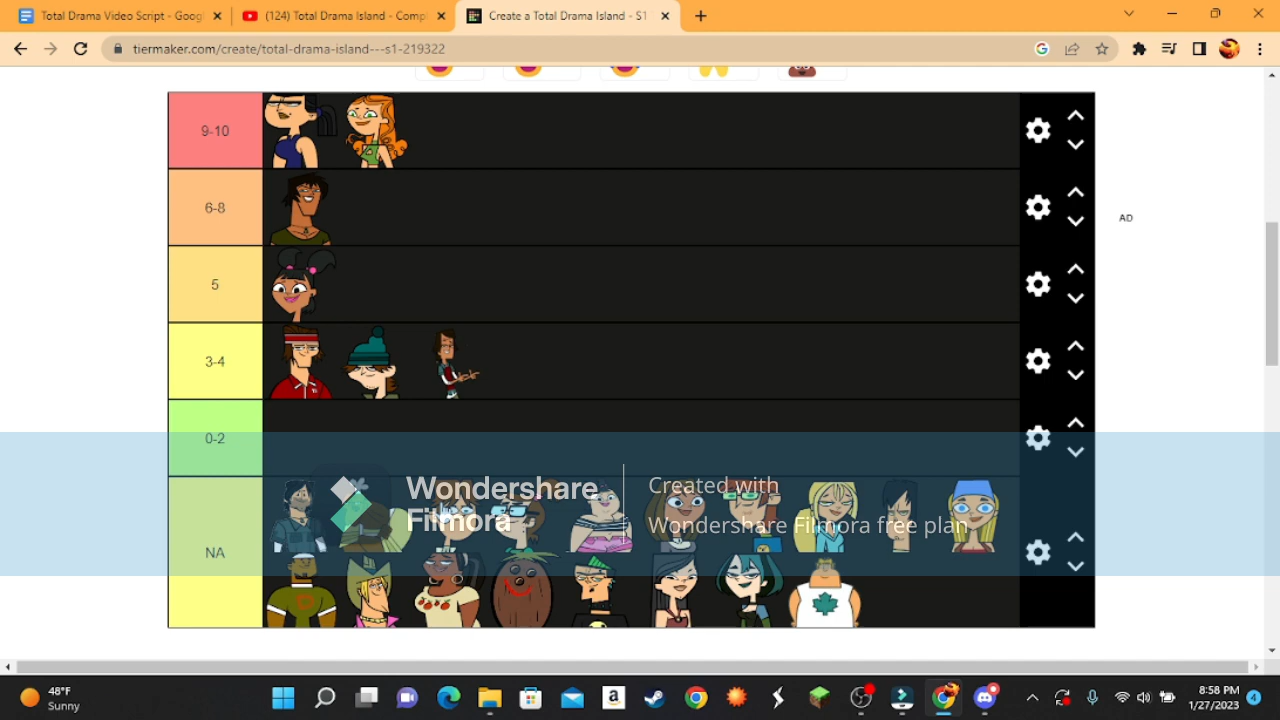 Total Drama Video Script - Goog
(124) Total Drama Island - Comp
Create a Total Drama Island - S1
tiermaker.com/create/total-drama-island---s1-219322
9-10
6-8
AD
5
3-4
0-2
Wondershare
Filmora
Created with
Wondershare Filmora free plan
NA
48°F
Sunny
8:58 PM
1/27/2023
4